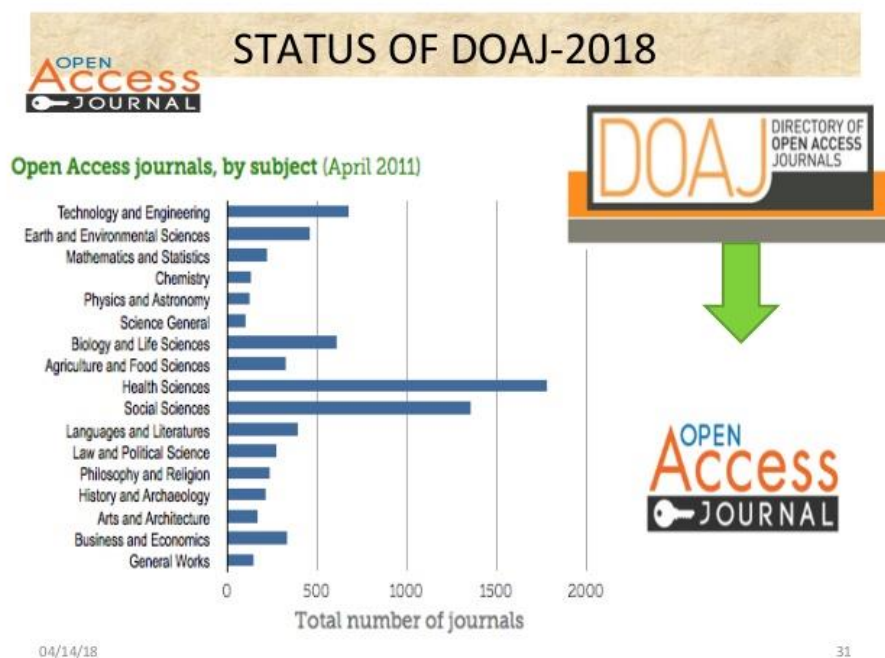 STATUS OF DOAJ-2018
OPEN
Access
JOURNAL
DOAJ
DIRECTORY OF
OPEN ACCESS
JOURNALS
Open Access journals, by subject (April 2011)
Technology and Engineering
Earth and Environmental Sciences
Mathematics and Statistics
Chemistry
Physics and Astronomy
Science General
Biology and Life Sciences
Agriculture and Food Sciences
Health Sciences
Social Sciences
Languages and Literatures
Law and Political Science
Philosophy and Religion
History and Archaeology
Arts and Architecture
Business and Economics
General Works
0 500 1000 1500 2000
Total number of journals
OPEN
Access
JOURNAL
04/14/18
31